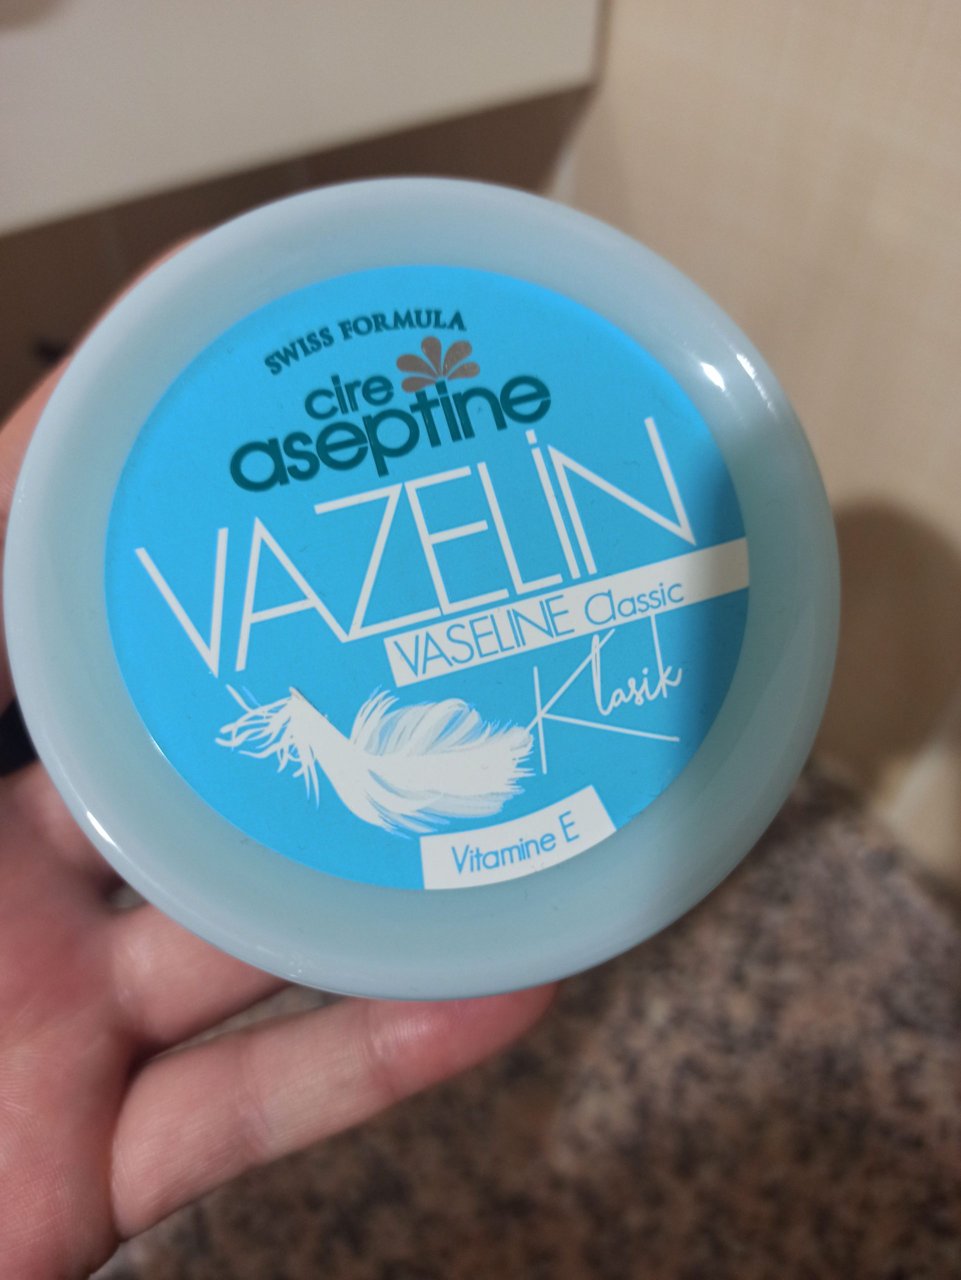 SWISS FORMULA
cire
aseptine
VAZELİN
VASELINE Classic
Klasik
Vitamine E